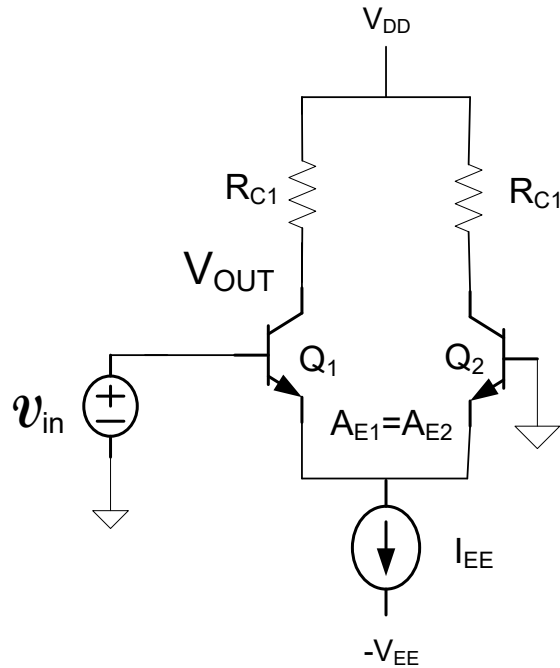 V_DD
R_C1
R_C1
V_OUT
Q_1
Q_2
+
−
v_in
A_E1=A_E2
I_EE
-V_EE